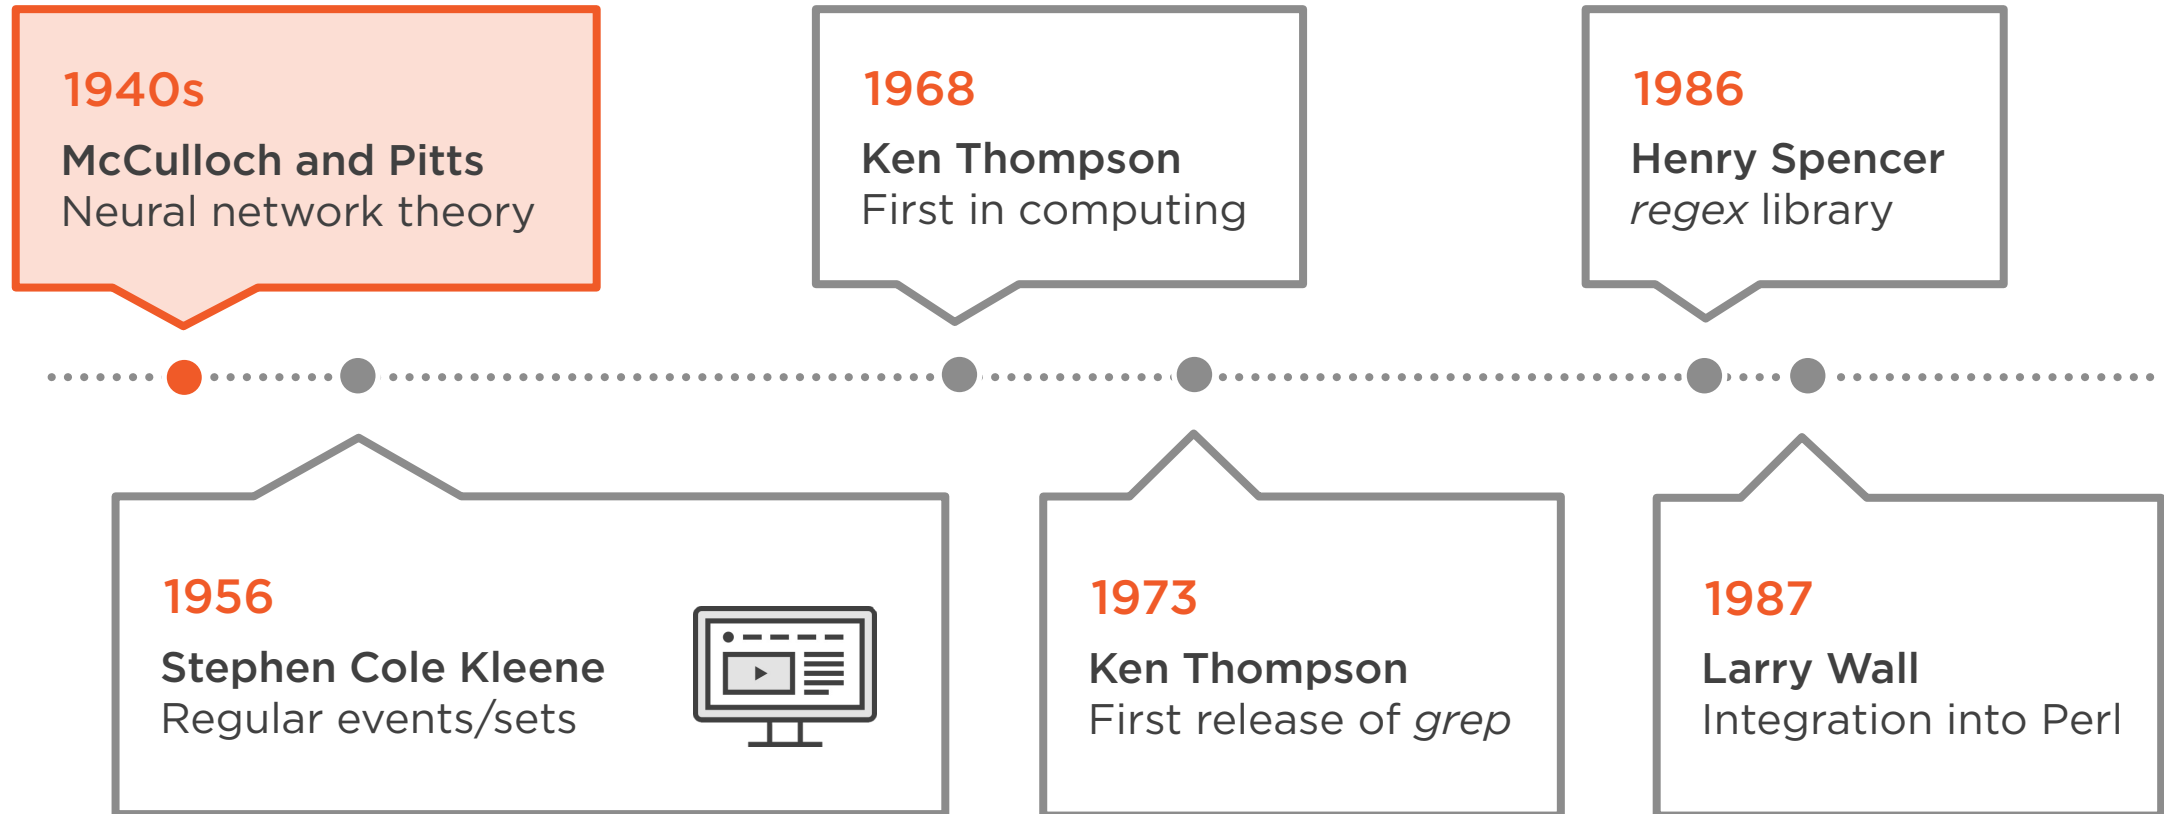 1940s
McCulloch and Pitts
Neural network theory
1968
Ken Thompson
First in computing
1986
Henry Spencer
regex library
1956
Stephen Cole Kleene
Regular events/sets
1973
Ken Thompson
First release of grep
1987
Larry Wall
Integration into Perl